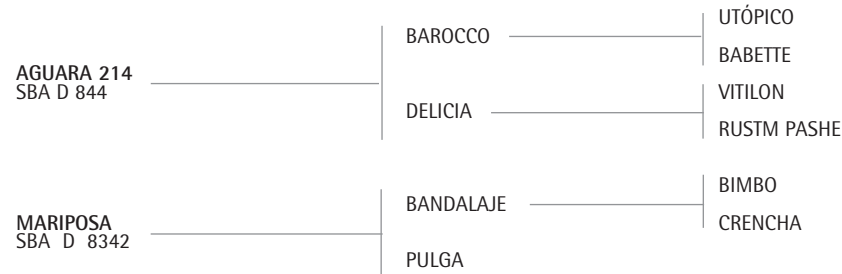 AGUARA 214
SBA D 844
BAROCCO
UTÓPICO
BABETTE
DELICIA
VITILON
RUSTM PASHE
MARIPOSA
SBA D 8342
BANDALAJE
BIMBO
CRENCHA
PULGA